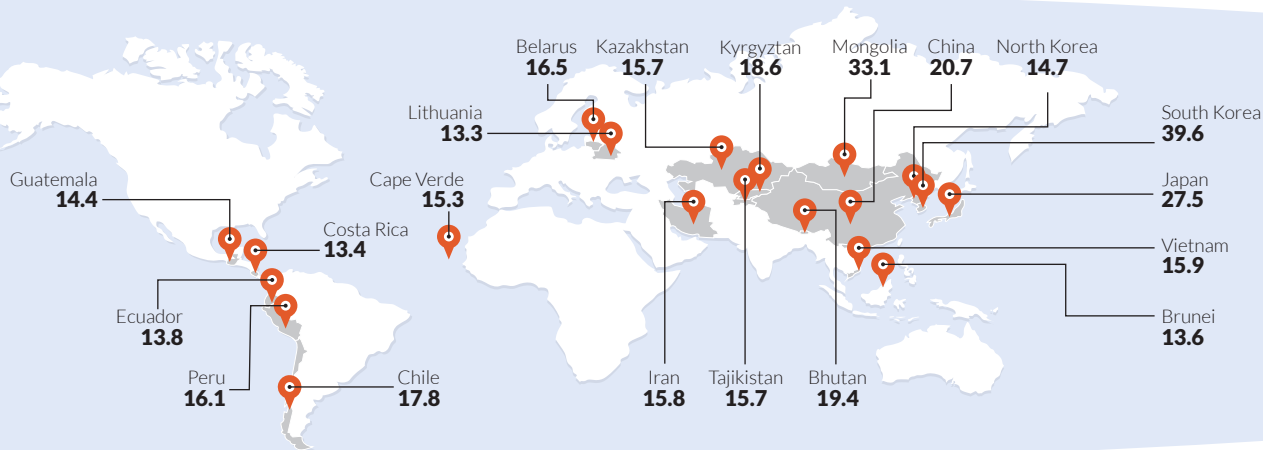 Belarus
16.5
Kazakhstan
15.7
Kyrgyztan
18.6
Mongolia
33.1
China
20.7
North Korea
14.7
Lithuania
13.3
South Korea
39.6
Guatemala
14.4
Cape Verde
15.3
Japan
27.5
Costa Rica
13.4
Vietnam
15.9
Ecuador
13.8
Brunei
13.6
Peru
16.1
Chile
17.8
Iran
15.8
Tajikistan
15.7
Bhutan
19.4